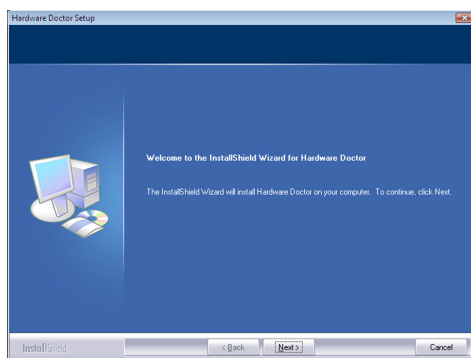 Hardware Doctor Setup
Welcome to the InstallShield Wizard for Hardware Doctor
The InstallShield Wizard will install Hardware Doctor on your computer. To continue, click Next.
InstallShield
< Back
Next >
Cancel